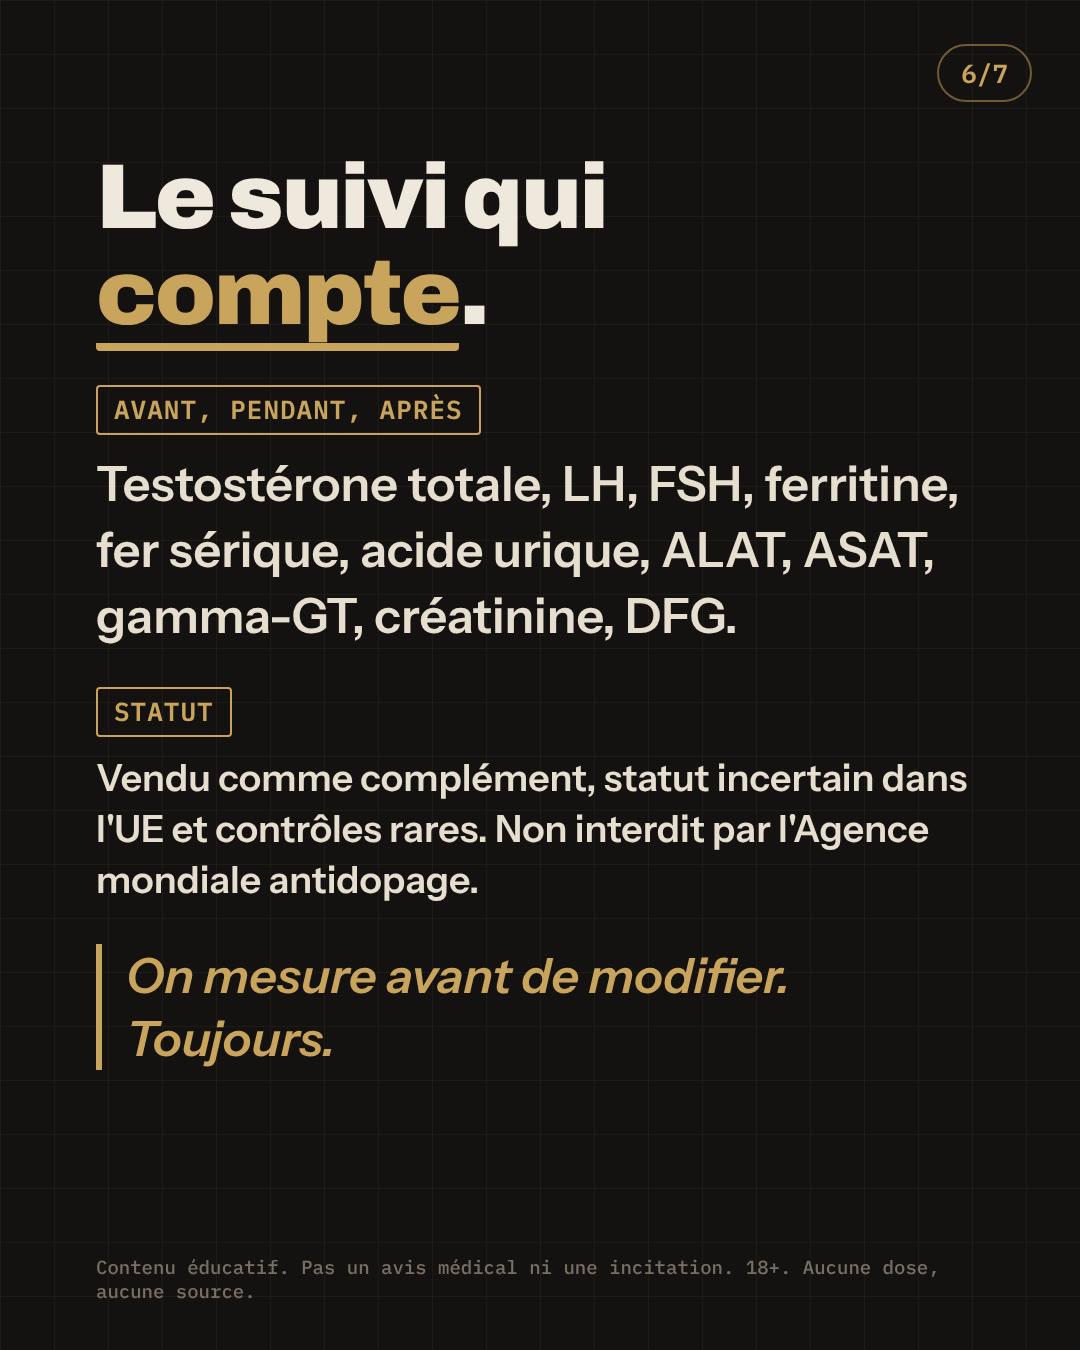 6/7
Le suivi qui
compte.
AVANT, PENDANT, APRÈS
Testostérone totale, LH, FSH, ferritine,
fer sérique, acide urique, ALAT, ASAT,
gamma-GT, créatinine, DFG.
STATUT
Vendu comme complément, statut incertain dans
l'UE et contrôles rares. Non interdit par l'Agence
mondiale antidopage.
On mesure avant de modifier.
Toujours.
Contenu éducatif. Pas un avis médical ni une incitation. 18+. Aucune dose,
aucune source.